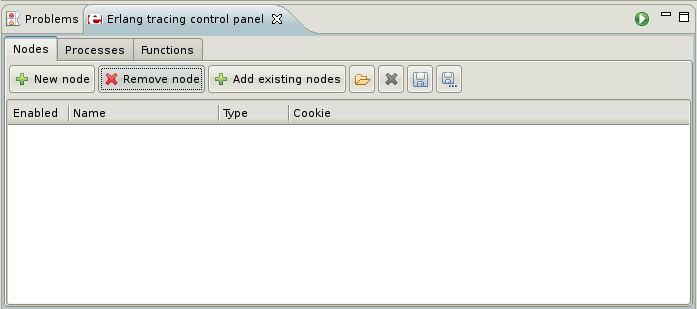 Problems Erlang tracing control panel
Nodes Processes Functions
New node Remove node Add existing nodes
Enabled Name Type Cookie